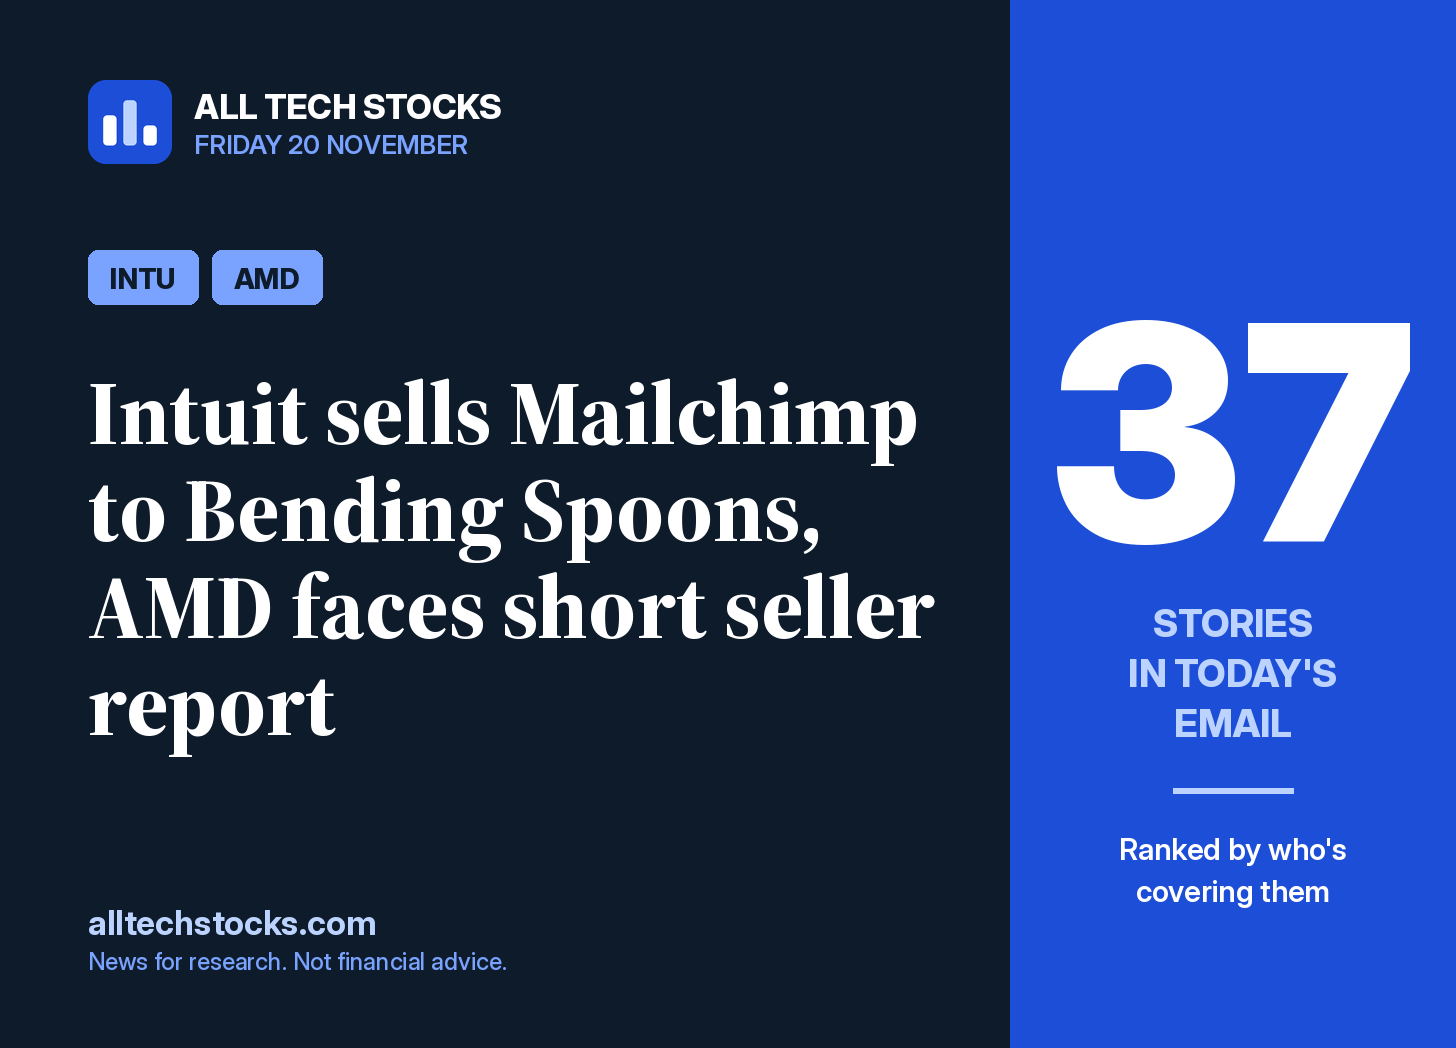 ALL TECH STOCKS
FRIDAY 20 NOVEMBER
INTU AMD
Intuit sells Mailchimp
to Bending Spoons,
AMD faces short seller
report
alltechstocks.com
News for research. Not financial advice.
37
STORIES
IN TODAY'S
EMAIL
Ranked by who's
covering them